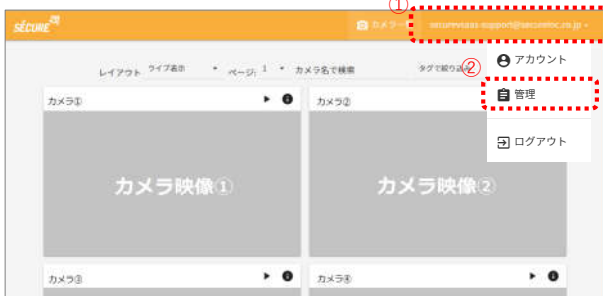 ①
SECURE
カメラ一覧 securevsaas-support@secureinc.co.jp
レイアウト ライブ表示 ページ: 1 カメラ名で検索 タグで絞り込み
②
アカウント
管理
ログアウト
カメラ①
カメラ②
カメラ映像①
カメラ映像②
カメラ③
カメラ④